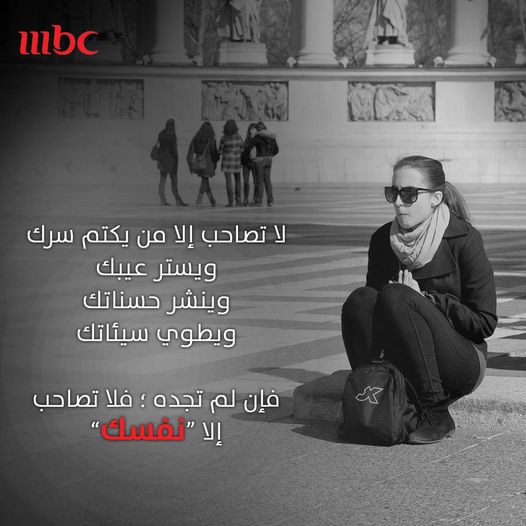 mbc
لا تصاحب إلا من يكتم سرك
ويستر عيبك
وينشر حسناتك
ويطوي سيئاتك
فإن لم تجده ؛ فلا تصاحب
إلا ”نفسك“